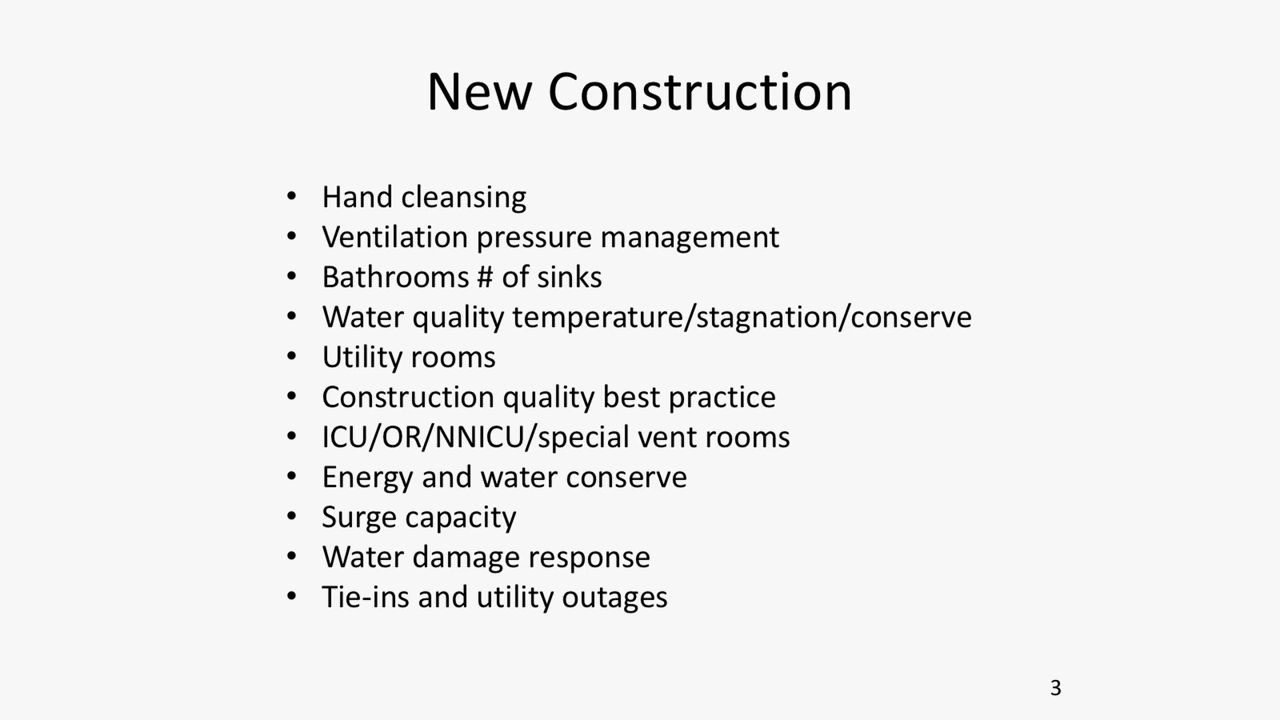 New Construction
• Hand cleansing
• Ventilation pressure management
• Bathrooms # of sinks
• Water quality temperature/stagnation/conserve
• Utility rooms
• Construction quality best practice
• ICU/OR/NNICU/special vent rooms
• Energy and water conserve
• Surge capacity
• Water damage response
• Tie-ins and utility outages
3